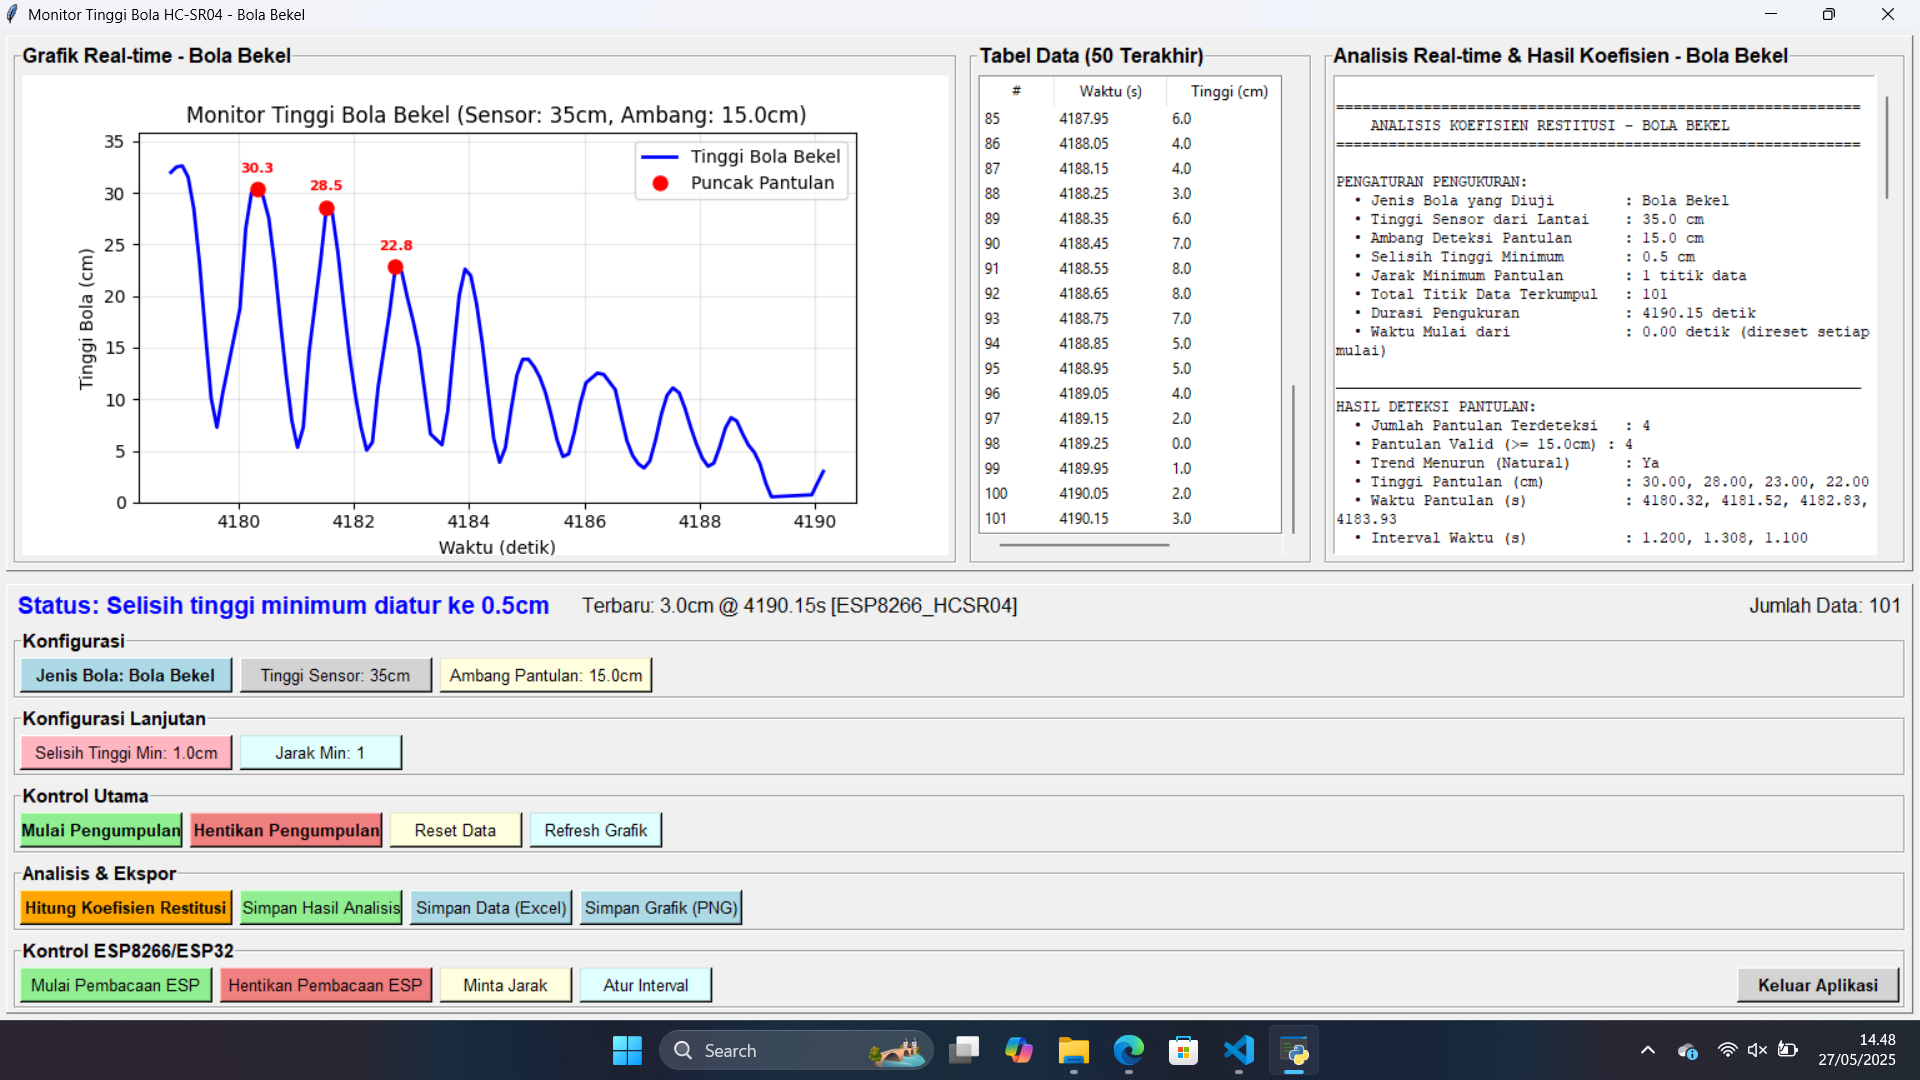 Monitor Tinggi Bola HC-SR04 - Bola Bekel
Grafik Real-time - Bola Bekel
Monitor Tinggi Bola Bekel (Sensor: 35cm, Ambang: 15.0cm)
Tinggi Bola Bekel
Puncak Pantulan
30.3
28.5
22.8
Tinggi Bola (cm)
35
30
25
20
15
10
5
0
4180 4182 4184 4186 4188 4190
Waktu (detik)
Tabel Data (50 Terakhir)
# Waktu (s) Tinggi (cm)
85 4187.95 6.0
86 4188.05 4.0
87 4188.15 4.0
88 4188.25 3.0
89 4188.35 6.0
90 4188.45 7.0
91 4188.55 8.0
92 4188.65 8.0
93 4188.75 7.0
94 4188.85 5.0
95 4188.95 5.0
96 4189.05 4.0
97 4189.15 2.0
98 4189.25 0.0
99 4189.95 1.0
100 4190.05 2.0
101 4190.15 3.0
Analisis Real-time & Hasil Koefisien - Bola Bekel
ANALISIS KOEFISIEN RESTITUSI - BOLA BEKEL
PENGATURAN PENGUKURAN:
• Jenis Bola yang Diuji : Bola Bekel
• Tinggi Sensor dari Lantai : 35.0 cm
• Ambang Deteksi Pantulan : 15.0 cm
• Selisih Tinggi Minimum : 0.5 cm
• Jarak Minimum Pantulan : 1 titik data
• Total Titik Data Terkumpul : 101
• Durasi Pengukuran : 4190.15 detik
• Waktu Mulai dari : 0.00 detik (direset setiap
mulai)
HASIL DETEKSI PANTULAN:
• Jumlah Pantulan Terdeteksi : 4
• Pantulan Valid (>= 15.0cm) : 4
• Trend Menurun (Natural) : Ya
• Tinggi Pantulan (cm) : 30.00, 28.00, 23.00, 22.00
• Waktu Pantulan (s) : 4180.32, 4181.52, 4182.83,
4183.93
• Interval Waktu (s) : 1.200, 1.308, 1.100
Status: Selisih tinggi minimum diatur ke 0.5cm
Terbaru: 3.0cm @ 4190.15s [ESP8266_HCSR04]
Jumlah Data: 101
Konfigurasi
Jenis Bola: Bola Bekel
Tinggi Sensor: 35cm
Ambang Pantulan: 15.0cm
Konfigurasi Lanjutan
Selisih Tinggi Min: 1.0cm
Jarak Min: 1
Kontrol Utama
Mulai Pengumpulan
Hentikan Pengumpulan
Reset Data
Refresh Grafik
Analisis & Ekspor
Hitung Koefisien Restitusi
Simpan Hasil Analisis
Simpan Data (Excel)
Simpan Grafik (PNG)
Kontrol ESP8266/ESP32
Mulai Pembacaan ESP
Hentikan Pembacaan ESP
Minta Jarak
Atur Interval
Keluar Aplikasi
Search
14.48
27/05/2025